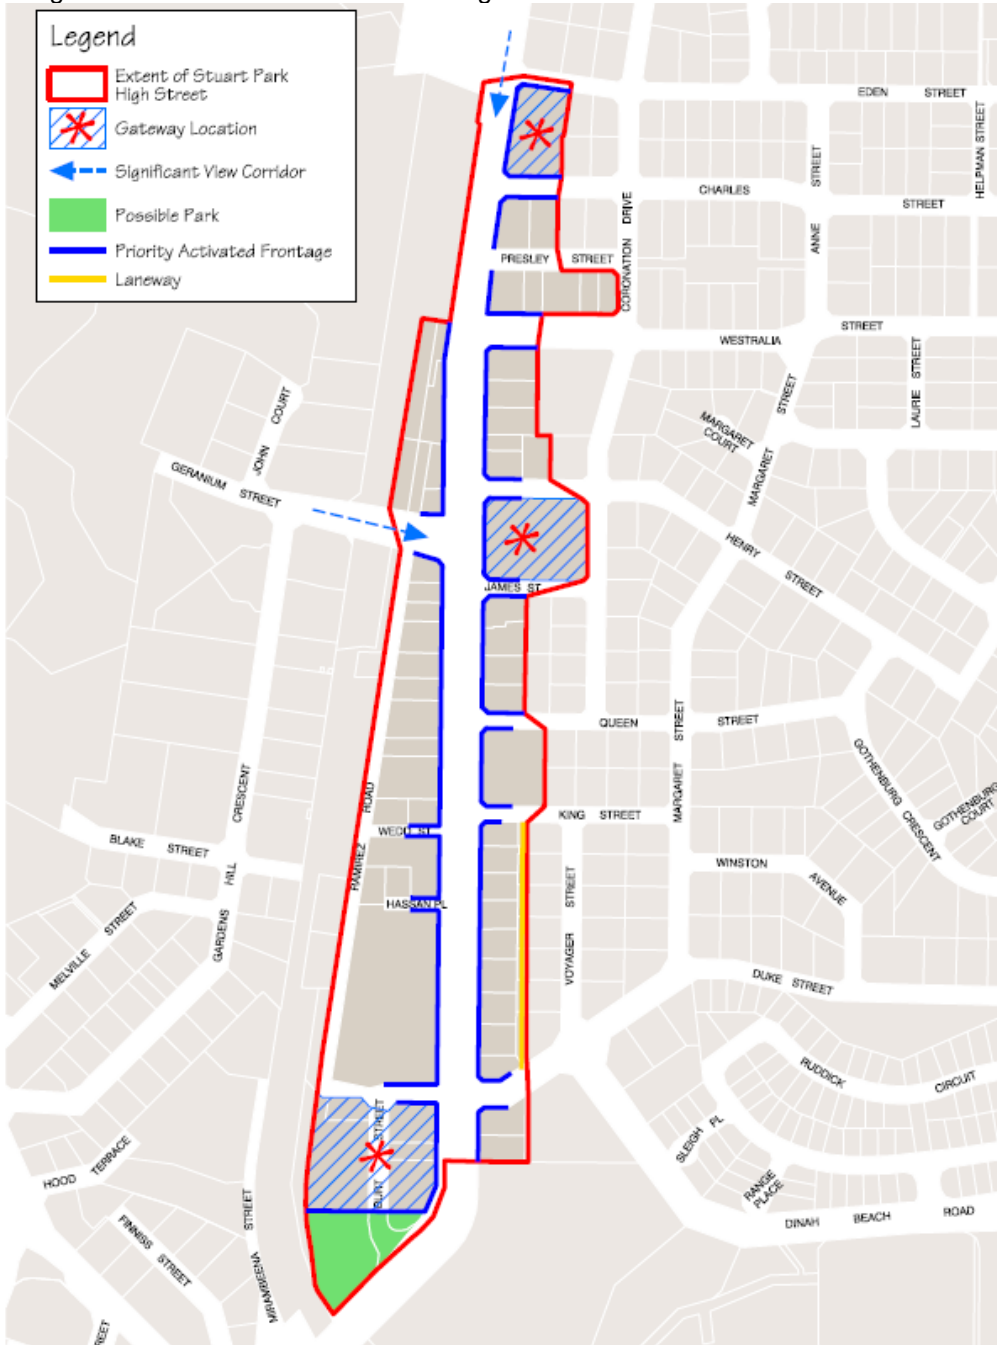 Legend
Extent of Stuart Park
High Street
Gateway Location
Significant View Corridor
Possible Park
Priority Activated Frontage
Laneway
EDEN STREET
HELPMAN STREET
CHARLES STREET
ANNE STREET
CORONATION DRIVE
PRESLEY STREET
WESTRALIA STREET
LAURIE STREET
MARGARET STREET
MARGARET
COURT
JOHN COURT
GERANIUM STREET
HENRY STREET
JAMES ST
QUEEN STREET
MARGARET STREET
GOTHENBURG CRESCENT
GOTHENBURG
COURT
KING STREET
ROAD
RAMIREZ
WEDU ST
HASSAN PL
BLAKE STREET
GARDENS HILL CRESCENT
MELVILLE STREET
WINSTON AVENUE
VOYAGER STREET
DUKE STREET
RUDDICK CIRCUIT
SLEIGH PL
RANGE
PLACE
DINAH BEACH ROAD
BURT STREET
HOOD TERRACE
FINNISS STREET
MIRAMBEENA STREET
REET